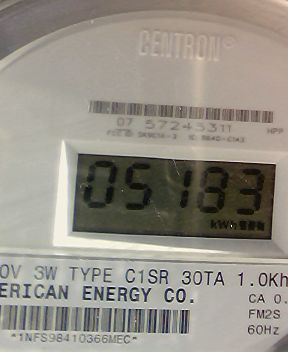 CENTRON®
07 57245311
HPP
05183
kWh
0V 3W TYPE C1SR 30TA 1.0Kh
ERICAN ENERGY CO.
CA 0.
FM2S
60Hz
*1NFS98410366MEC*